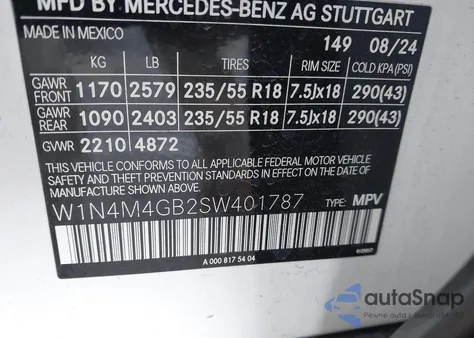 MFD BY MERCEDES-BENZ AG STUTTGART
MADE IN MEXICO 149 08/24
KG LB TIRES RIM SIZE COLD KPA(PSI)
GAWR FRONT 1170 2579 235/55 R18 7.5Jx18 290(43)
GAWR REAR 1090 2403 235/55 R18 7.5Jx18 290(43)
GVWR 2210 4872
THIS VEHICLE CONFORMS TO ALL APPLICABLE FEDERAL MOTOR VEHICLE
SAFETY STANDARDS IN EFFECT ON THE DATE OF MANUFACTURE
SHOWN ABOVE.
W1N4M4GB2SW401787 TYPE: MPV
A 000 817 54 04
autoSnap